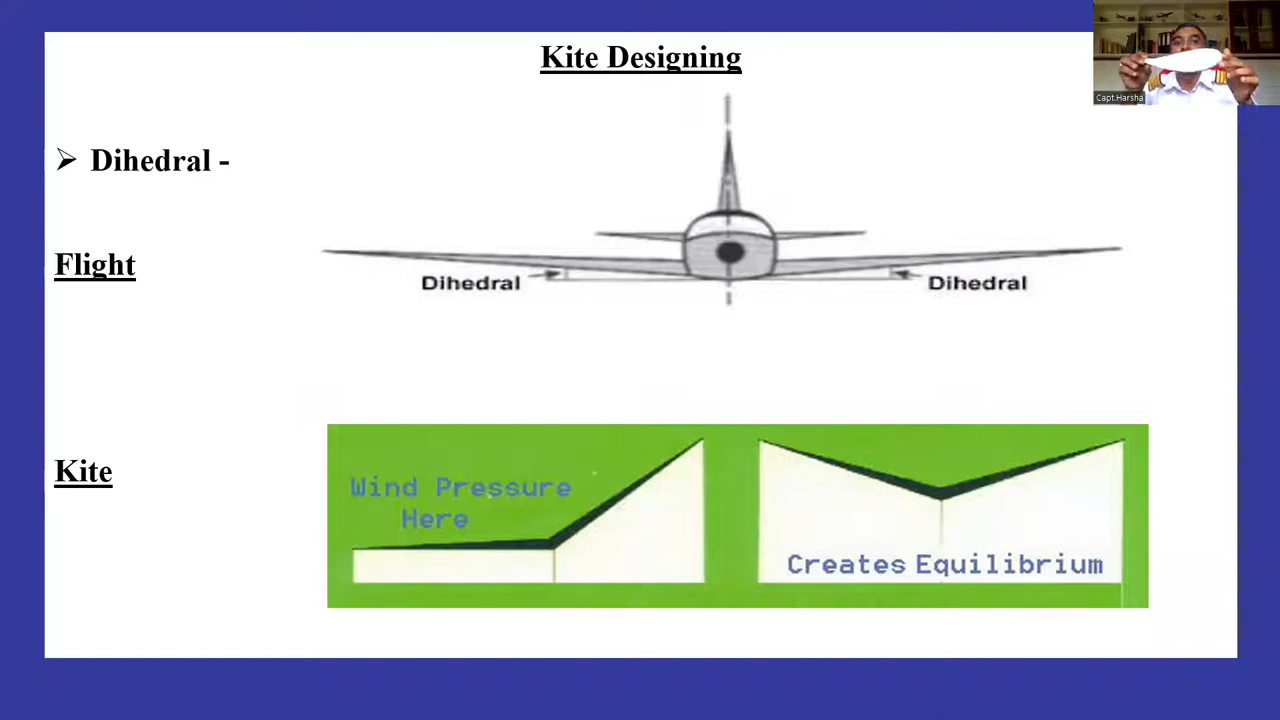 Kite Designing
Capt.Harsha
➢ Dihedral -
Flight
Dihedral
Dihedral
Kite
Wind Pressure
Here
Creates Equilibrium